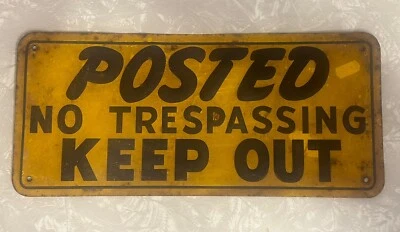 POSTED
NO TRESPASSING
KEEP OUT